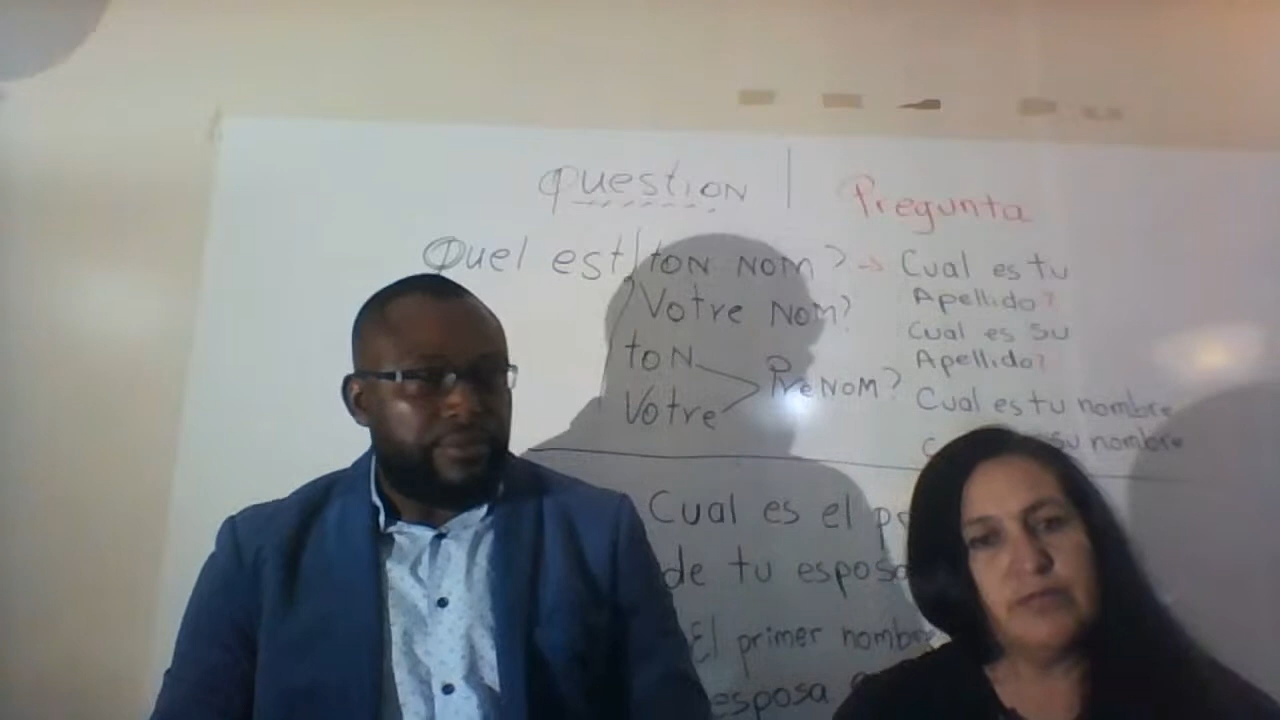 Question | Pregunta
Quel est / ton nom? → Cual es tu
Apellido?
Votre nom?
Cual es su
Apellido?
ton
Votre
Prenom?
Cual es tu nombre
su nombre
Cual es el
de tu esposa
El primer nombre
esposa